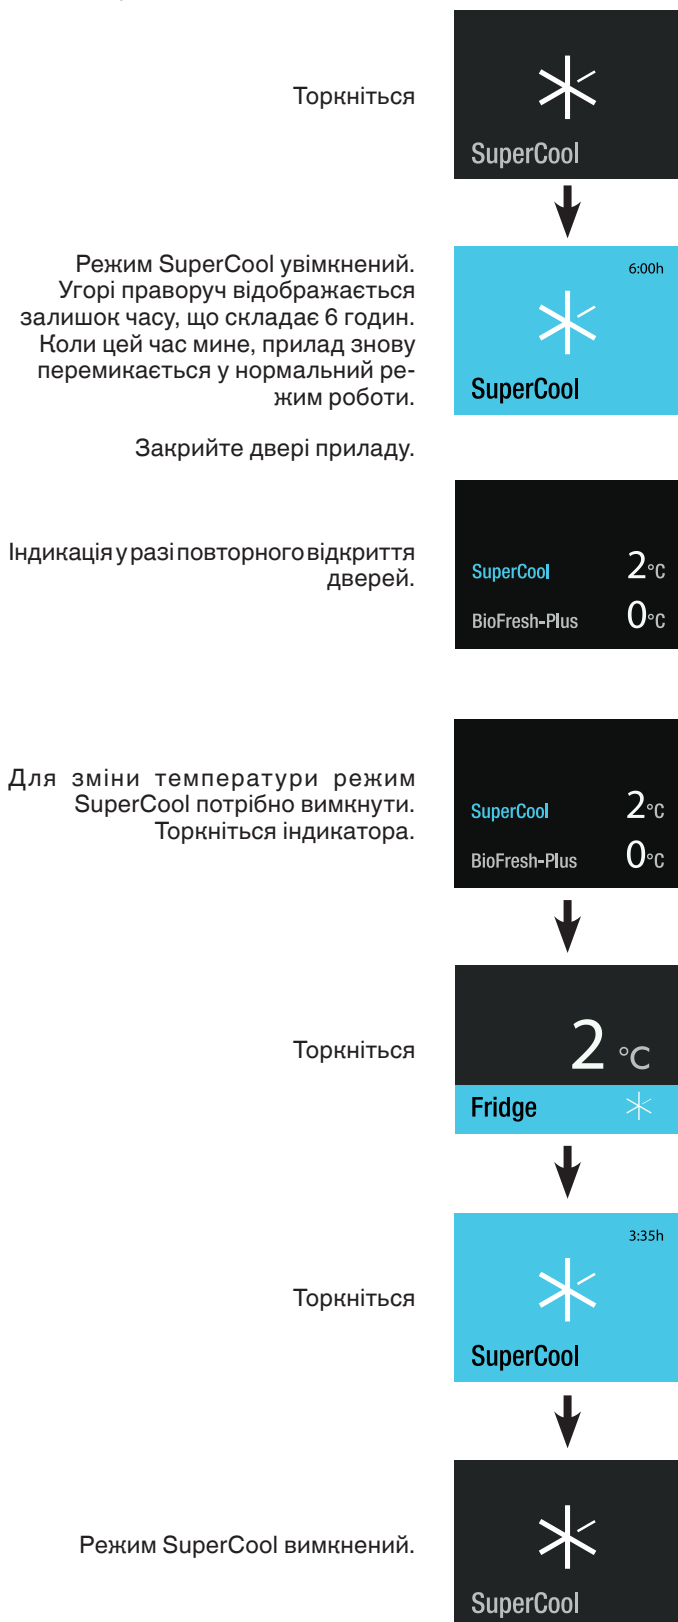 Торкніться
SuperCool
Режим SuperCool увімкнений.
Угорі праворуч відображається
залишок часу, що складає 6 годин.
Коли цей час мине, прилад знову
перемикається у нормальний ре-
жим роботи.
6:00h
SuperCool
Закрийте двері приладу.
Індикація у разі повторного відкриття
дверей.
SuperCool 2°C
BioFresh-Plus 0°C
Для зміни температури режим
SuperCool потрібно вимкнути.
Торкніться індикатора.
SuperCool 2°C
BioFresh-Plus 0°C
Торкніться
2 °C
Fridge
Торкніться
3:35h
SuperCool
Режим SuperCool вимкнений.
SuperCool